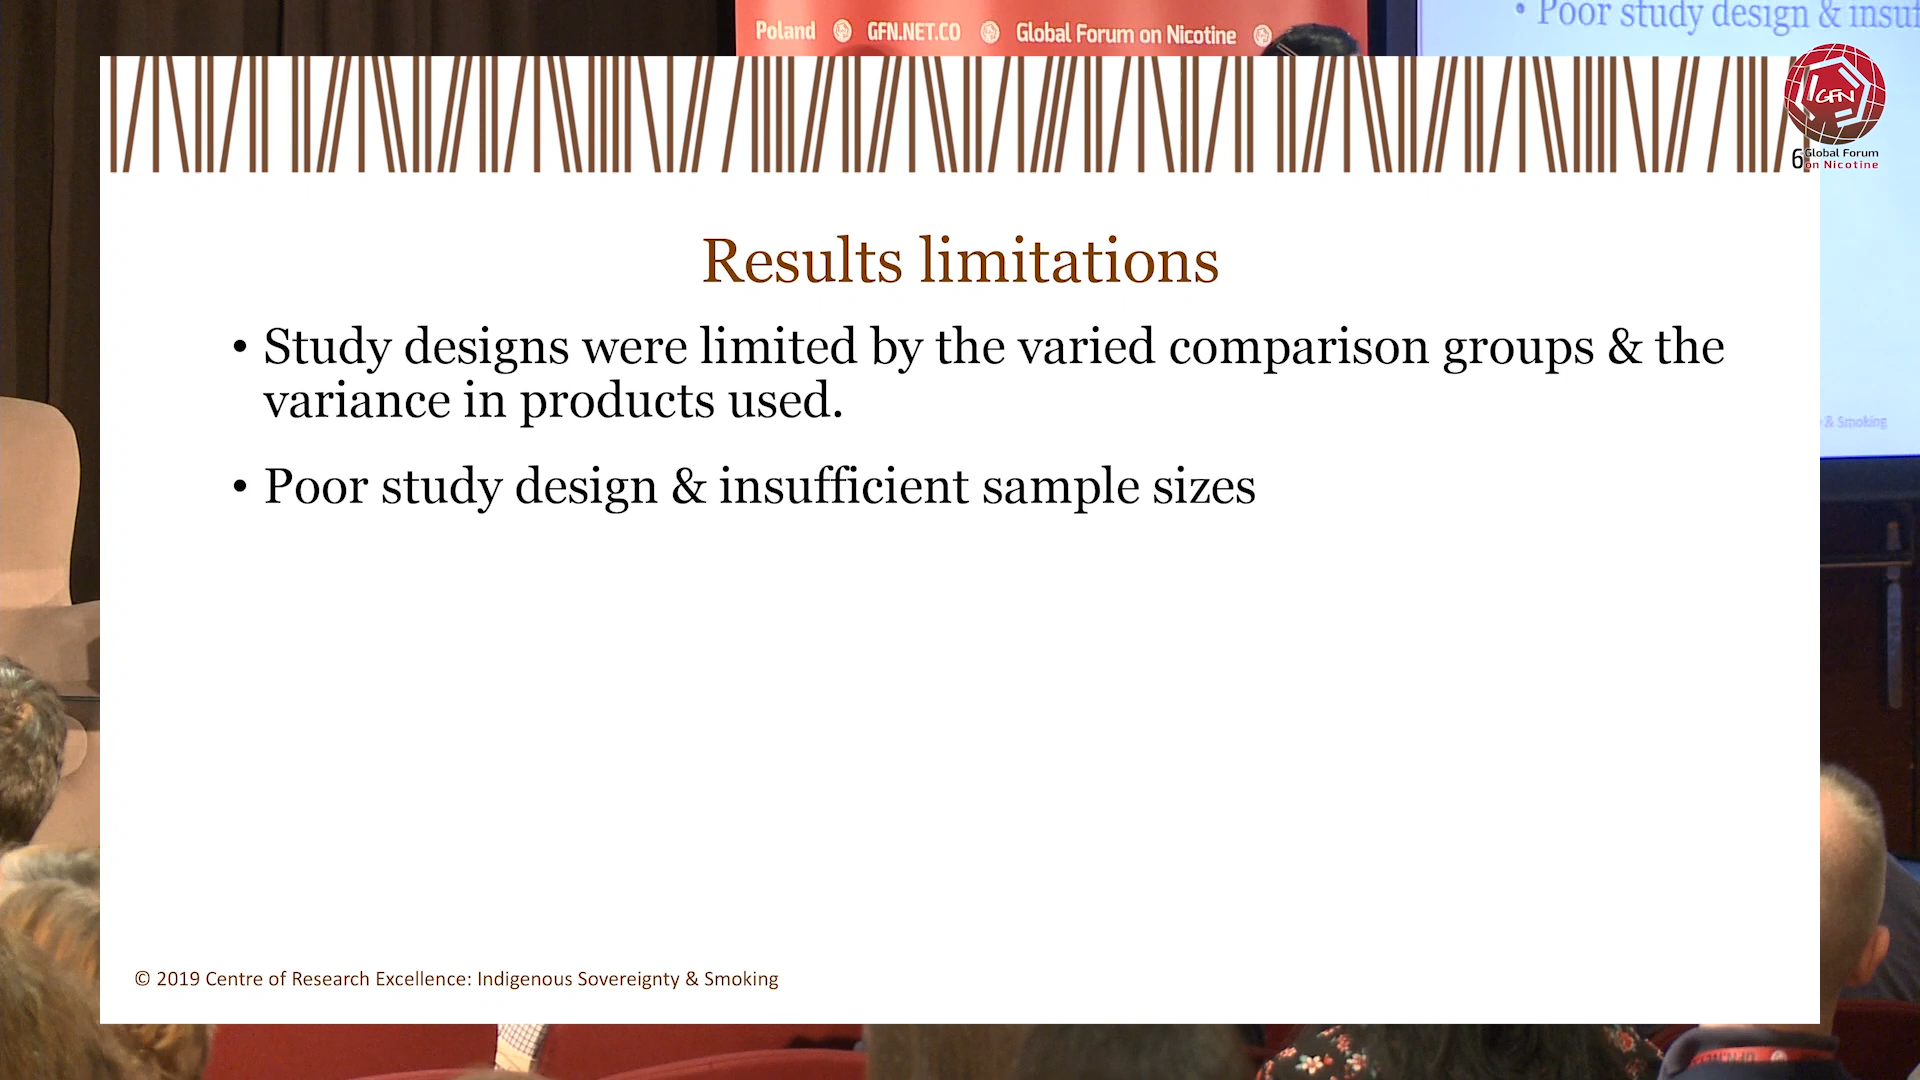 Poland GFN.NET.CO Global Forum on Nicotine
• Poor study design & insuf
GFN
6 Global Forum
on Nicotine
Results limitations
• Study designs were limited by the varied comparison groups & the
variance in products used.
• Poor study design & insufficient sample sizes
& Smoking
© 2019 Centre of Research Excellence: Indigenous Sovereignty & Smoking